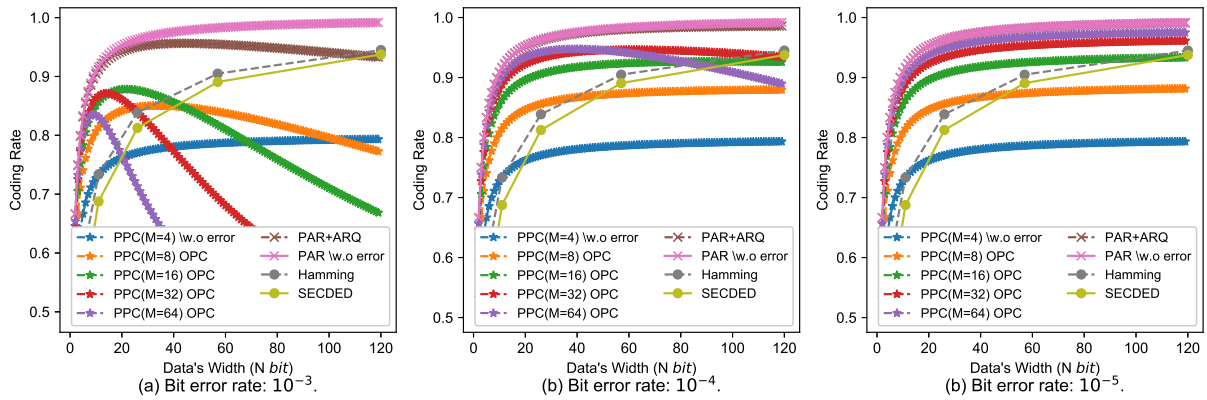 1.0
0.9
0.8
0.7
0.6
0.5
Coding Rate
PPC(M=4) \w.o error
PPC(M=8) OPC
PPC(M=16) OPC
PPC(M=32) OPC
PPC(M=64) OPC
PAR+ARQ
PAR \w.o error
Hamming
SECDED
0 20 40 60 80 100 120
Data's Width (N bit)
(a) Bit error rate: 10⁻³.
1.0
0.9
0.8
0.7
0.6
0.5
Coding Rate
PPC(M=4) \w.o error
PPC(M=8) OPC
PPC(M=16) OPC
PPC(M=32) OPC
PPC(M=64) OPC
PAR+ARQ
PAR \w.o error
Hamming
SECDED
0 20 40 60 80 100 120
Data's Width (N bit)
(b) Bit error rate: 10⁻⁴.
1.0
0.9
0.8
0.7
0.6
0.5
Coding Rate
PPC(M=4) \w.o error
PPC(M=8) OPC
PPC(M=16) OPC
PPC(M=32) OPC
PPC(M=64) OPC
PAR+ARQ
PAR \w.o error
Hamming
SECDED
0 20 40 60 80 100 120
Data's Width (N bit)
(b) Bit error rate: 10⁻⁵.